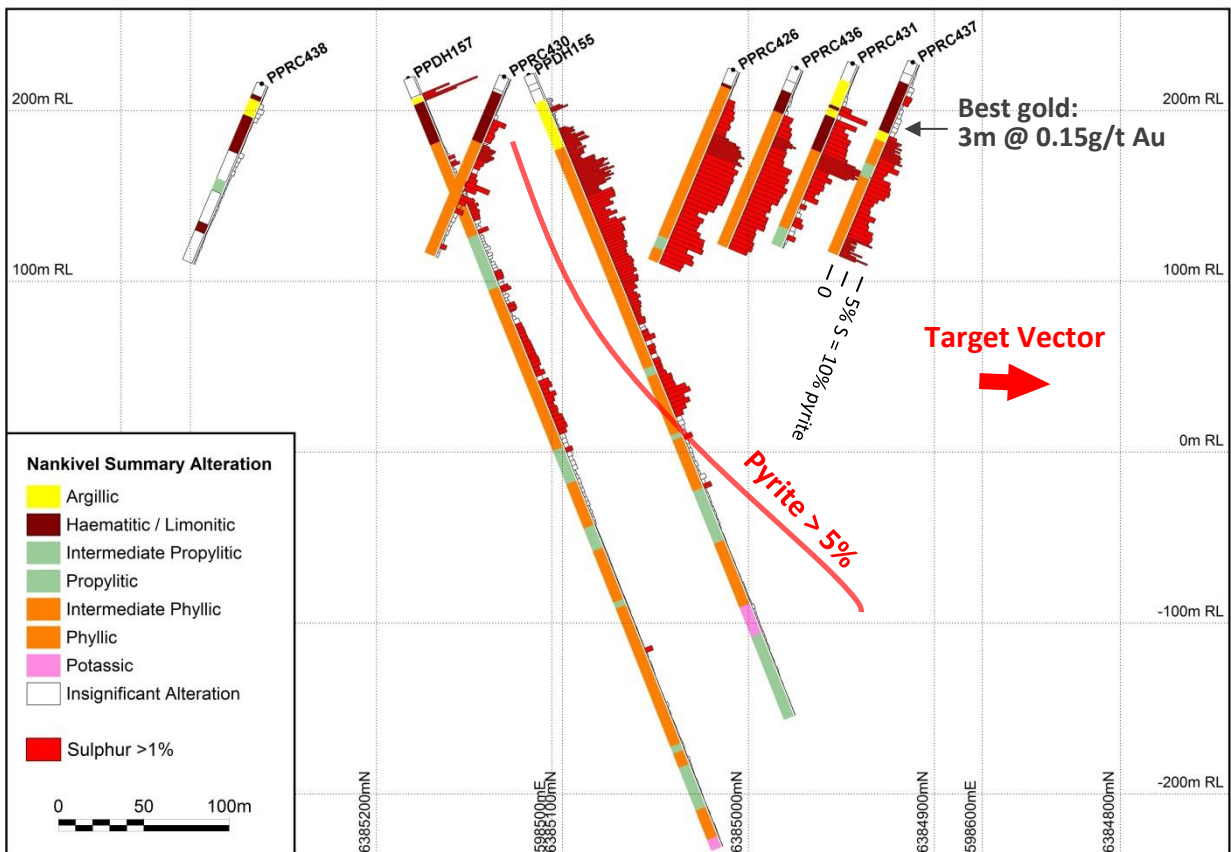 PPRC438
PPDH157
PPRC430
PPDH155
PPRC426
PPRC436
PPRC431
PPRC437
200m RL
200m RL
Best gold:
3m @ 0.15g/t Au
100m RL
100m RL
0
5% S = 10% pyrite
Target Vector
0m RL
Pyrite > 5%
-100m RL
-200m RL
Nankivel Summary Alteration
Argillic
Haematitic / Limonitic
Intermediate Propylitic
Propylitic
Intermediate Phyllic
Phyllic
Potassic
Insignificant Alteration
Sulphur >1%
0 50 100m
6385200mN
6385100mN
6385000mN
6384900mN
598600mE
6384800mN